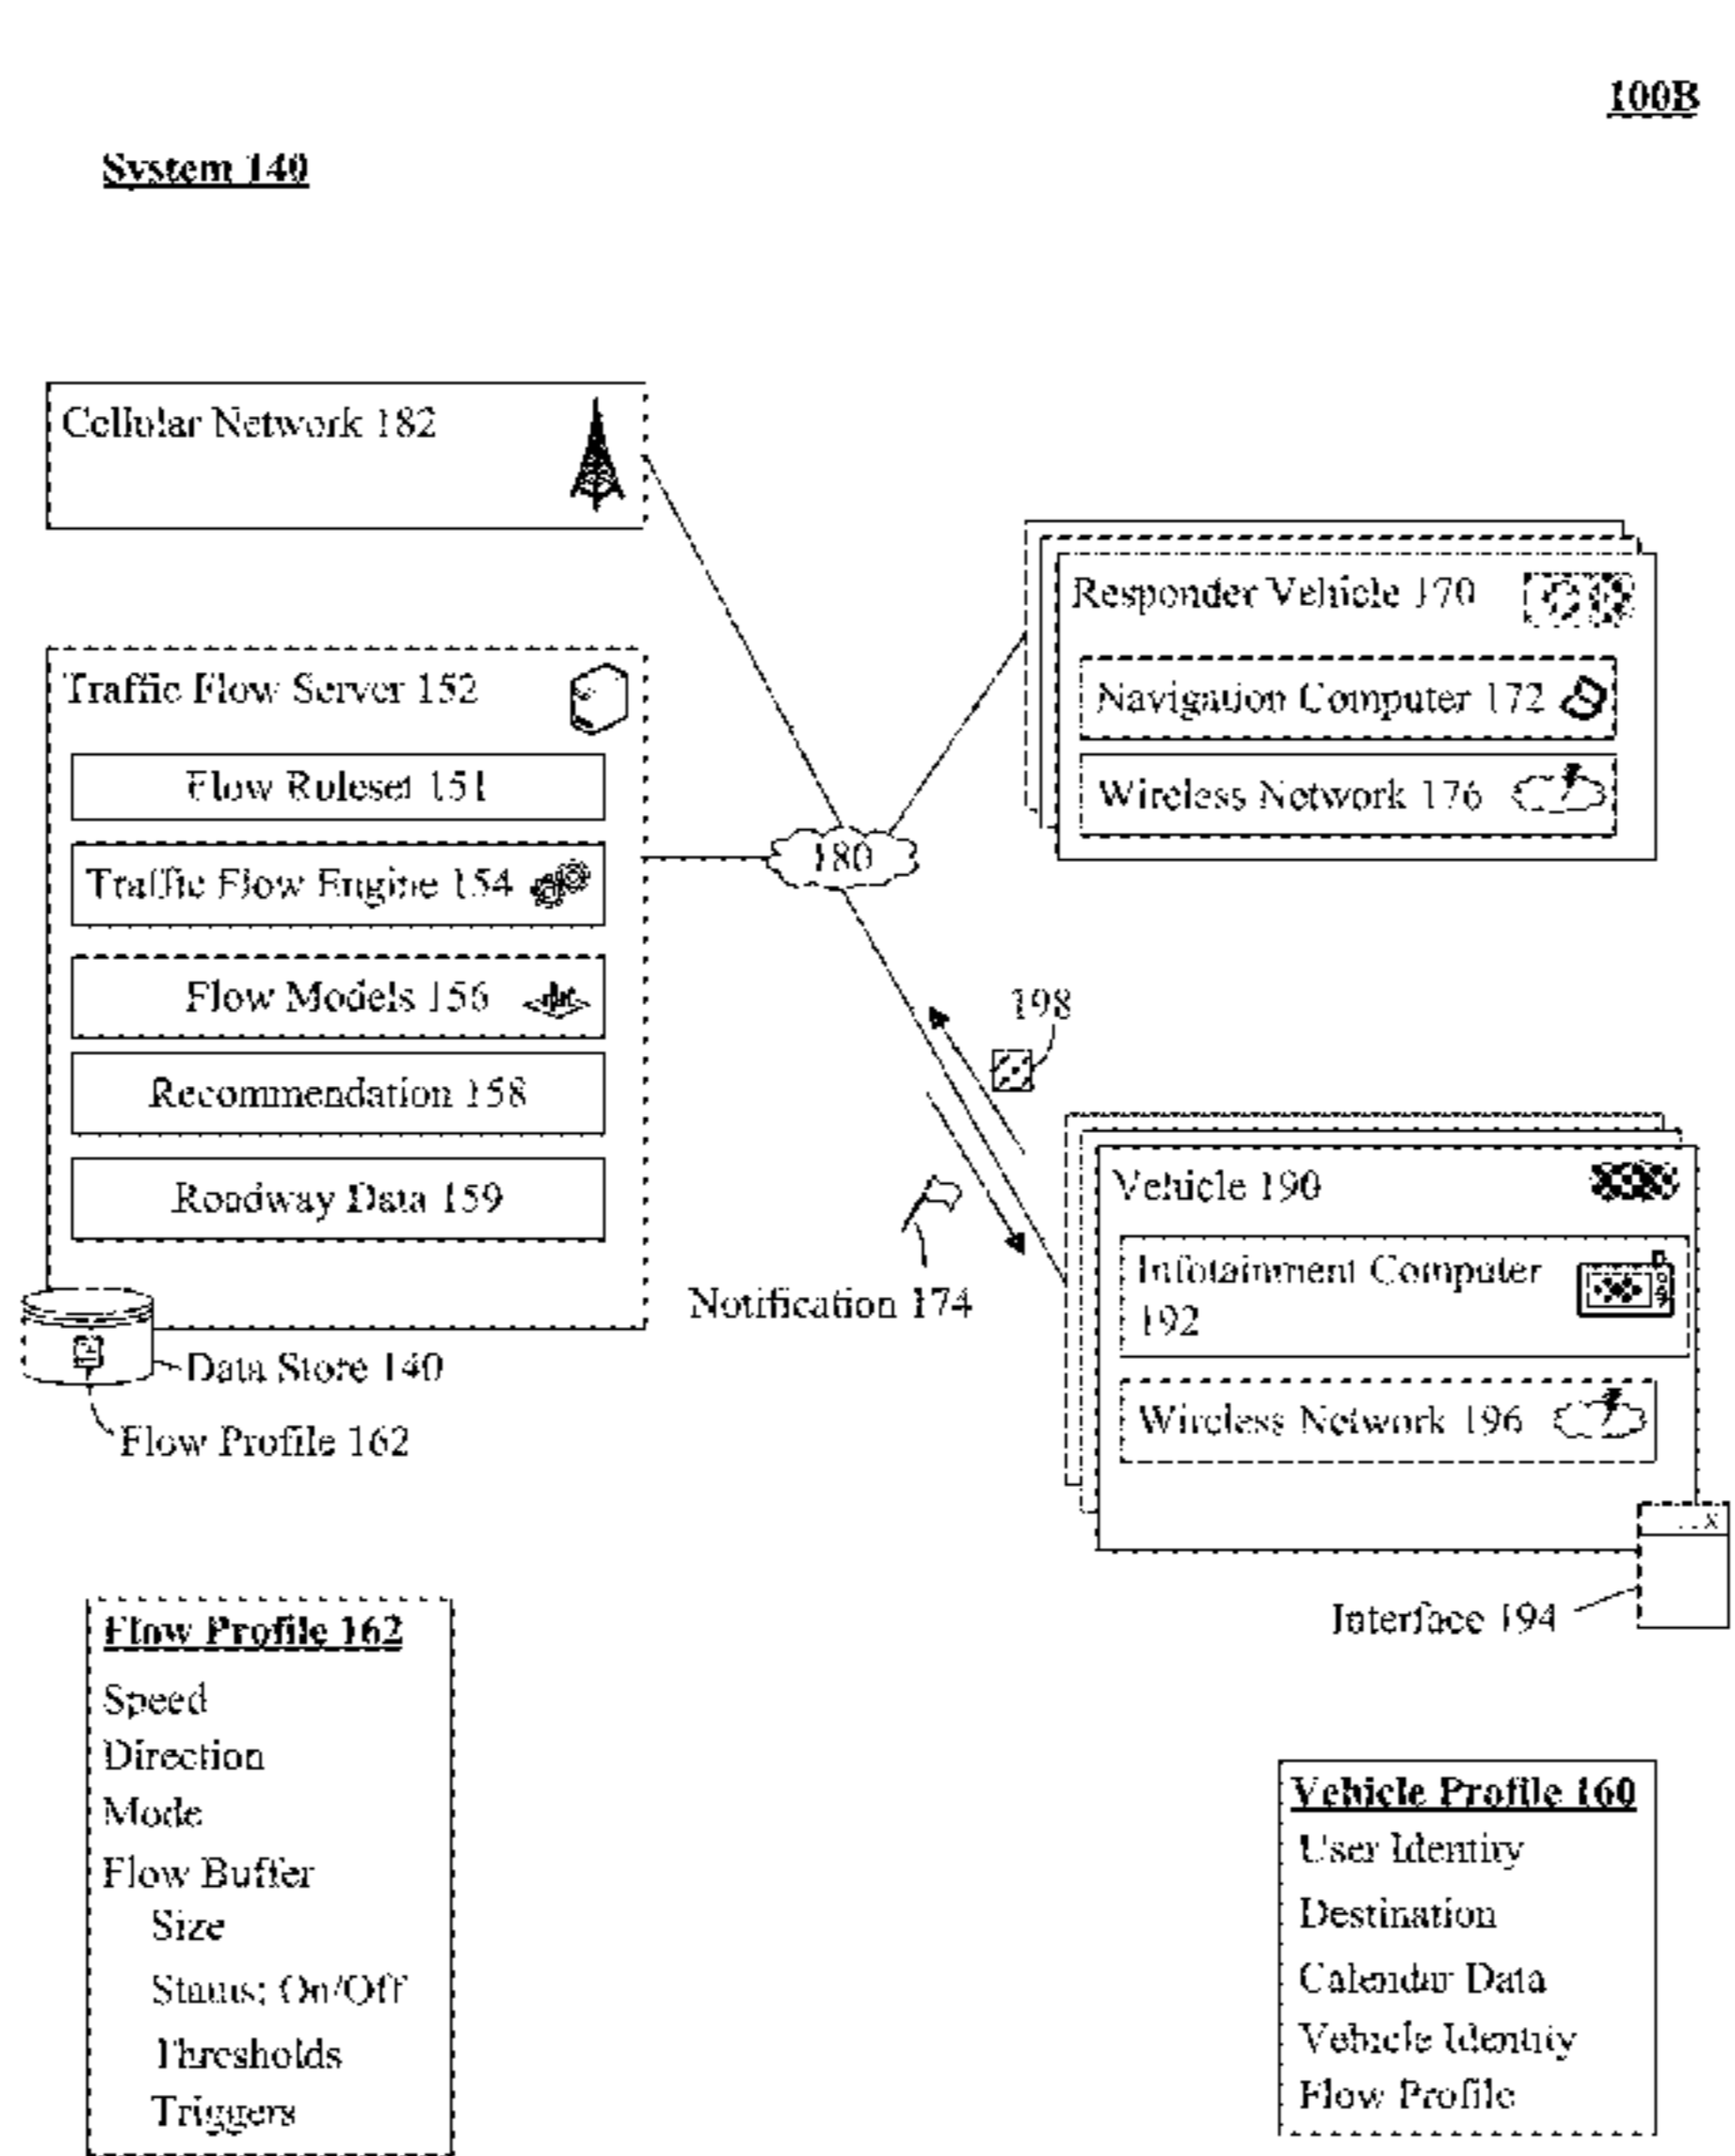 100B
System 140
Cellular Network 182
Responder Vehicle 170
Navigation Computer 172
Wireless Network 176
Traffic Flow Server 152
Flow Ruleset 151
Traffic Flow Engine 154
Flow Models 156
Recommendation 158
Roadway Data 159
180
198
Notification 174
Vehicle 190
Infotainment Computer
192
Wireless Network 196
Data Store 140
Flow Profile 162
X
Interface 194
Flow Profile 162
Speed
Direction
Mode
Flow Buffer
Size
Status: On/Off
Thresholds
Triggers
Vehicle Profile 160
User Identity
Destination
Calendar Data
Vehicle Identity
Flow Profile